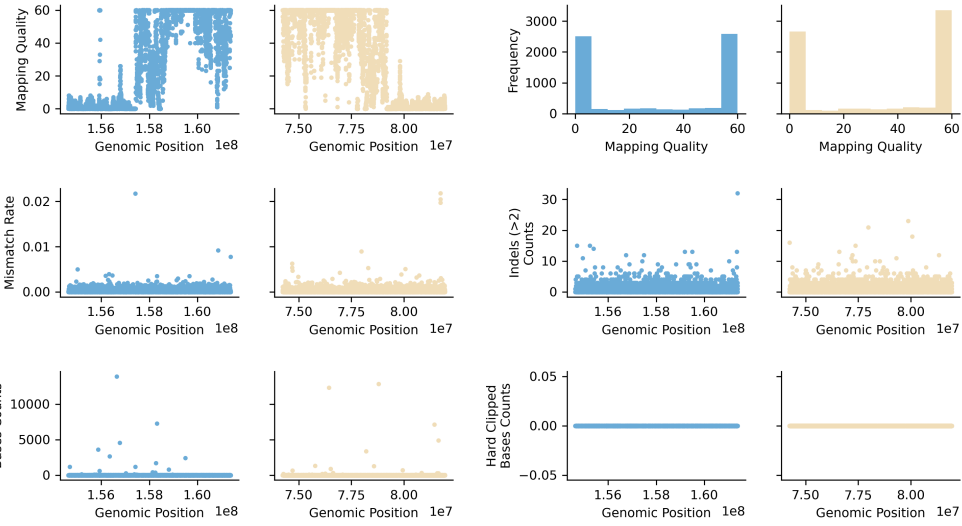 Mapping Quality
60
40
20
0
1.56 1.58 1.60
1e8
Genomic Position
7.50 7.75 8.00
1e7
Genomic Position
Frequency
3000
2000
1000
0
0 20 40 60
Mapping Quality
0 20 40 60
Mapping Quality
Mismatch Rate
0.02
0.01
0.00
1.56 1.58 1.60
1e8
Genomic Position
7.50 7.75 8.00
1e7
Genomic Position
Indels (>2)
Counts
30
20
10
0
1.56 1.58 1.60
1e8
Genomic Position
7.50 7.75 8.00
1e7
Genomic Position
10000
5000
0
1.56 1.58 1.60
1e8
Genomic Position
7.50 7.75 8.00
1e7
Genomic Position
Hard Clipped
Bases Counts
0.05
0.00
−0.05
1.56 1.58 1.60
1e8
Genomic Position
7.50 7.75 8.00
1e7
Genomic Position